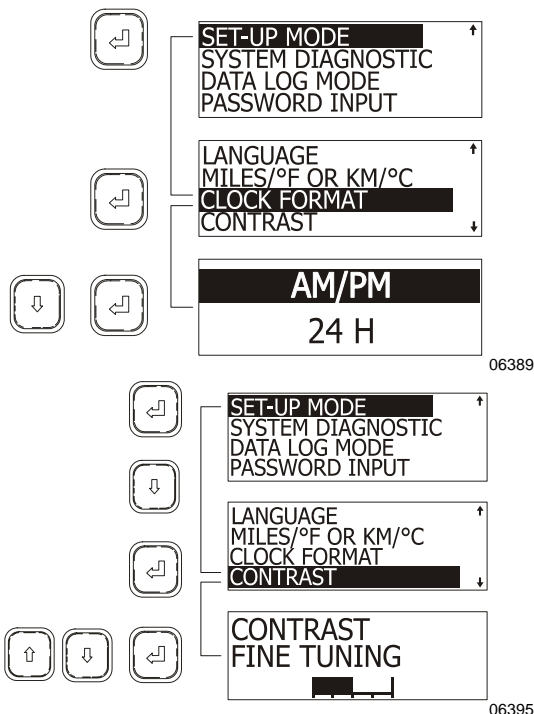 SET-UP MODE
SYSTEM DIAGNOSTIC
DATA LOG MODE
PASSWORD INPUT
LANGUAGE
MILES/°F OR KM/°C
CLOCK FORMAT
CONTRAST
AM/PM
24 H
06389
SET-UP MODE
SYSTEM DIAGNOSTIC
DATA LOG MODE
PASSWORD INPUT
LANGUAGE
MILES/°F OR KM/°C
CLOCK FORMAT
CONTRAST
CONTRAST
FINE TUNING
06395